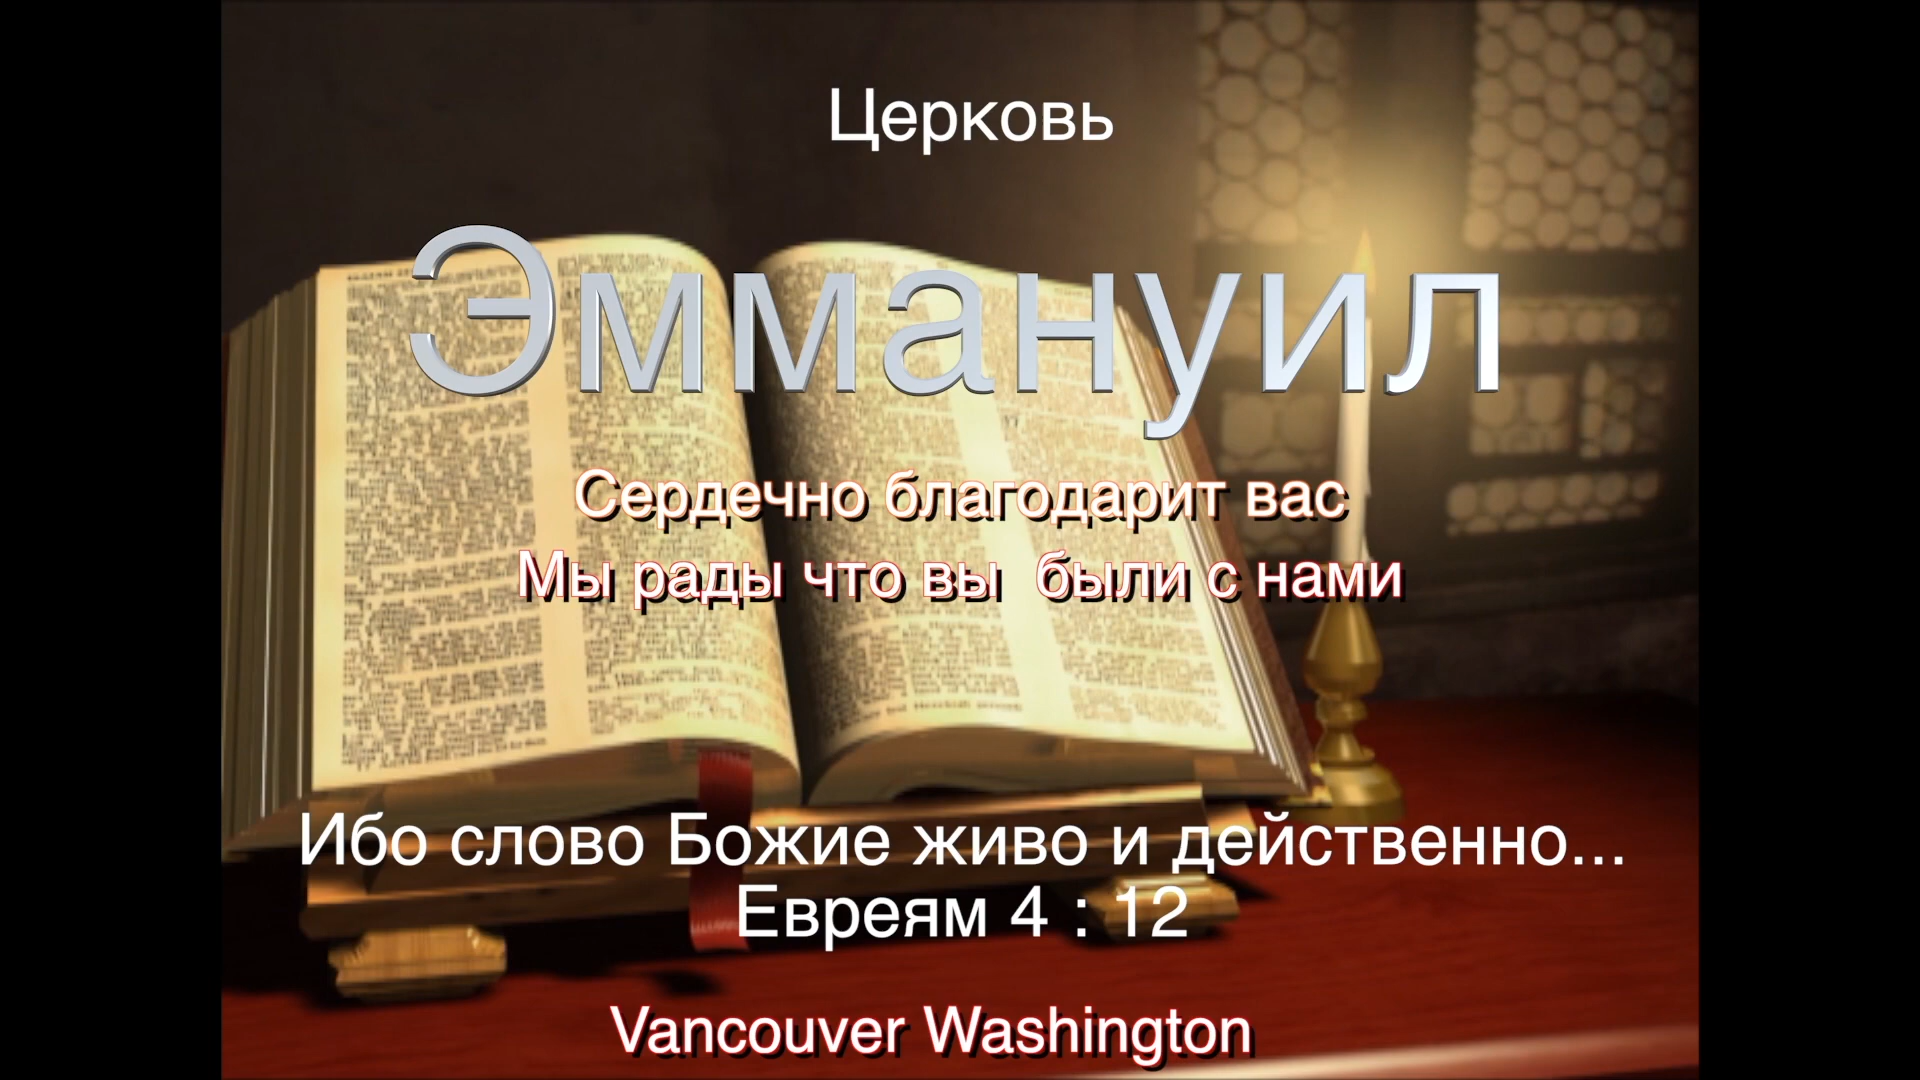 Церковь
Эммануил
Сердечно благодарит вас
Мы рады что вы  были с нами
Ибо слово Божие живо и действенно...
Евреям 4 : 12
Vancouver Washington